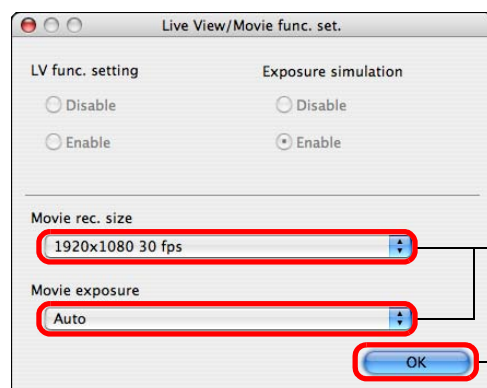 Live View/Movie func. set.
LV func. setting
Exposure simulation
Disable
Disable
Enable
Enable
Movie rec. size
1920x1080 30 fps
Movie exposure
Auto
OK